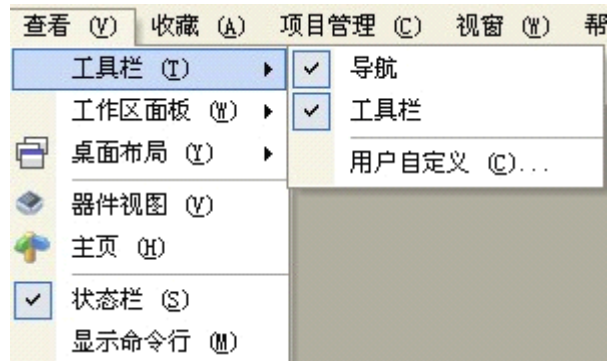 查看 (V) 收藏 (A) 项目管理 (C) 视窗 (W) 帮
工具栏 (T)
导航
工作区面板 (W)
工具栏
桌面布局 (Y)
用户自定义 (C)...
器件视图 (V)
主页 (H)
状态栏 (S)
显示命令行 (M)